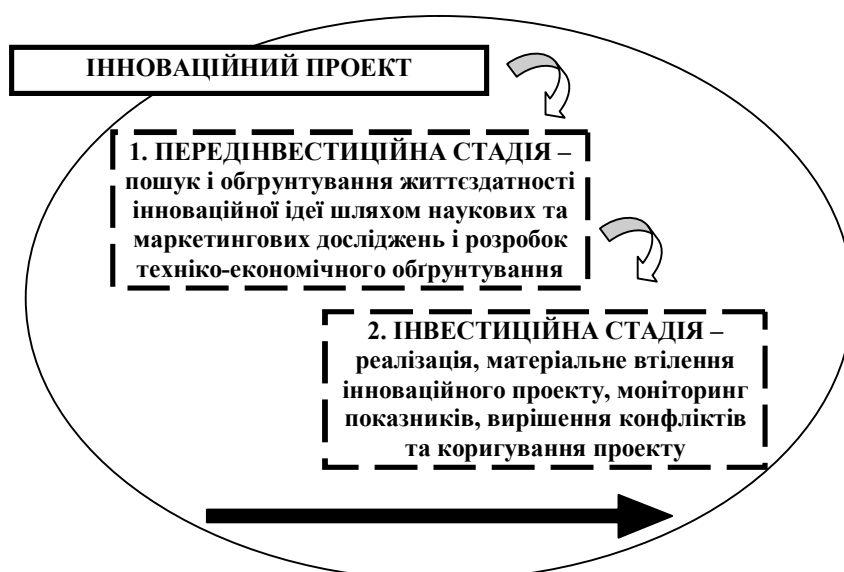 ІННОВАЦІЙНИЙ ПРОЕКТ
1. ПЕРЕДІНВЕСТИЦІЙНА СТАДІЯ –
пошук і обгрунтування життєздатності
інноваційної ідеї шляхом наукових та
маркетингових досліджень і розробок
техніко-економічного обґрунтування
2. ІНВЕСТИЦІЙНА СТАДІЯ –
реалізація, матеріальне втілення
інноваційного проекту, моніторинг
показників, вирішення конфліктів
та коригування проекту